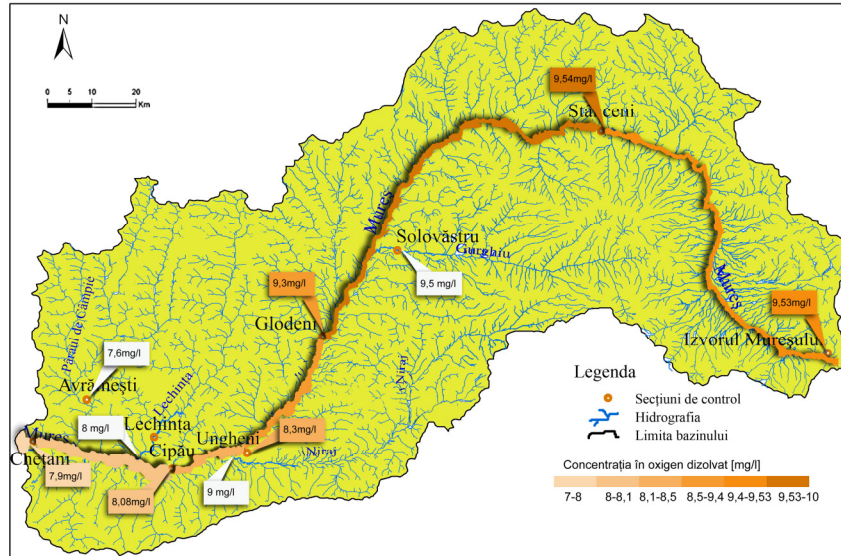 N
0 5 10 20
Km
9,54mg/l
Stânceni
Mureș
Solovăstru
Gurghiu
9,5 mg/l
9,3mg/l
Glodeni
Mureș
9,53mg/l
Izvorul Mureșului
Pârâul de Câmpie
7,6mg/l
Avrămești
Lechința
Niraj
Lechința
8 mg/l
Cipău
Ungheni
8,3mg/l
Niraj
Mureș
Chețani
7,9mg/l
8,08mg/l
9 mg/l
Legenda
Secțiuni de control
Hidrografia
Limita bazinului
Concentrația în oxigen dizolvat [mg/l]
7-8 8-8,1 8,1-8,5 8,5-9,4 9,4-9,53 9,53-10